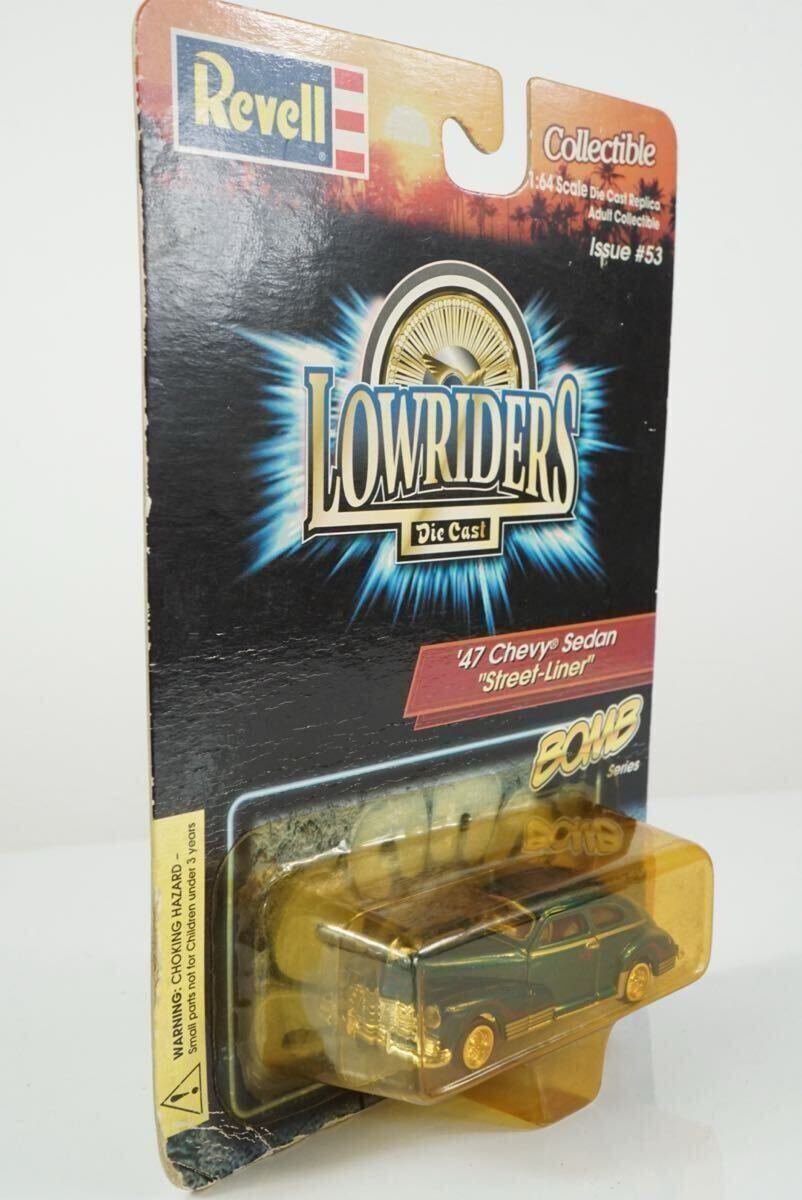 Revell
Collectible
1:64 Scale Die Cast Replica
Adult Collectible
Issue #53
LOWRIDERS
Die Cast
'47 Chevy® Sedan
"Street-Liner"
BOMB
Series
WARNING: CHOKING HAZARD –
Small parts not for Children under 3 years